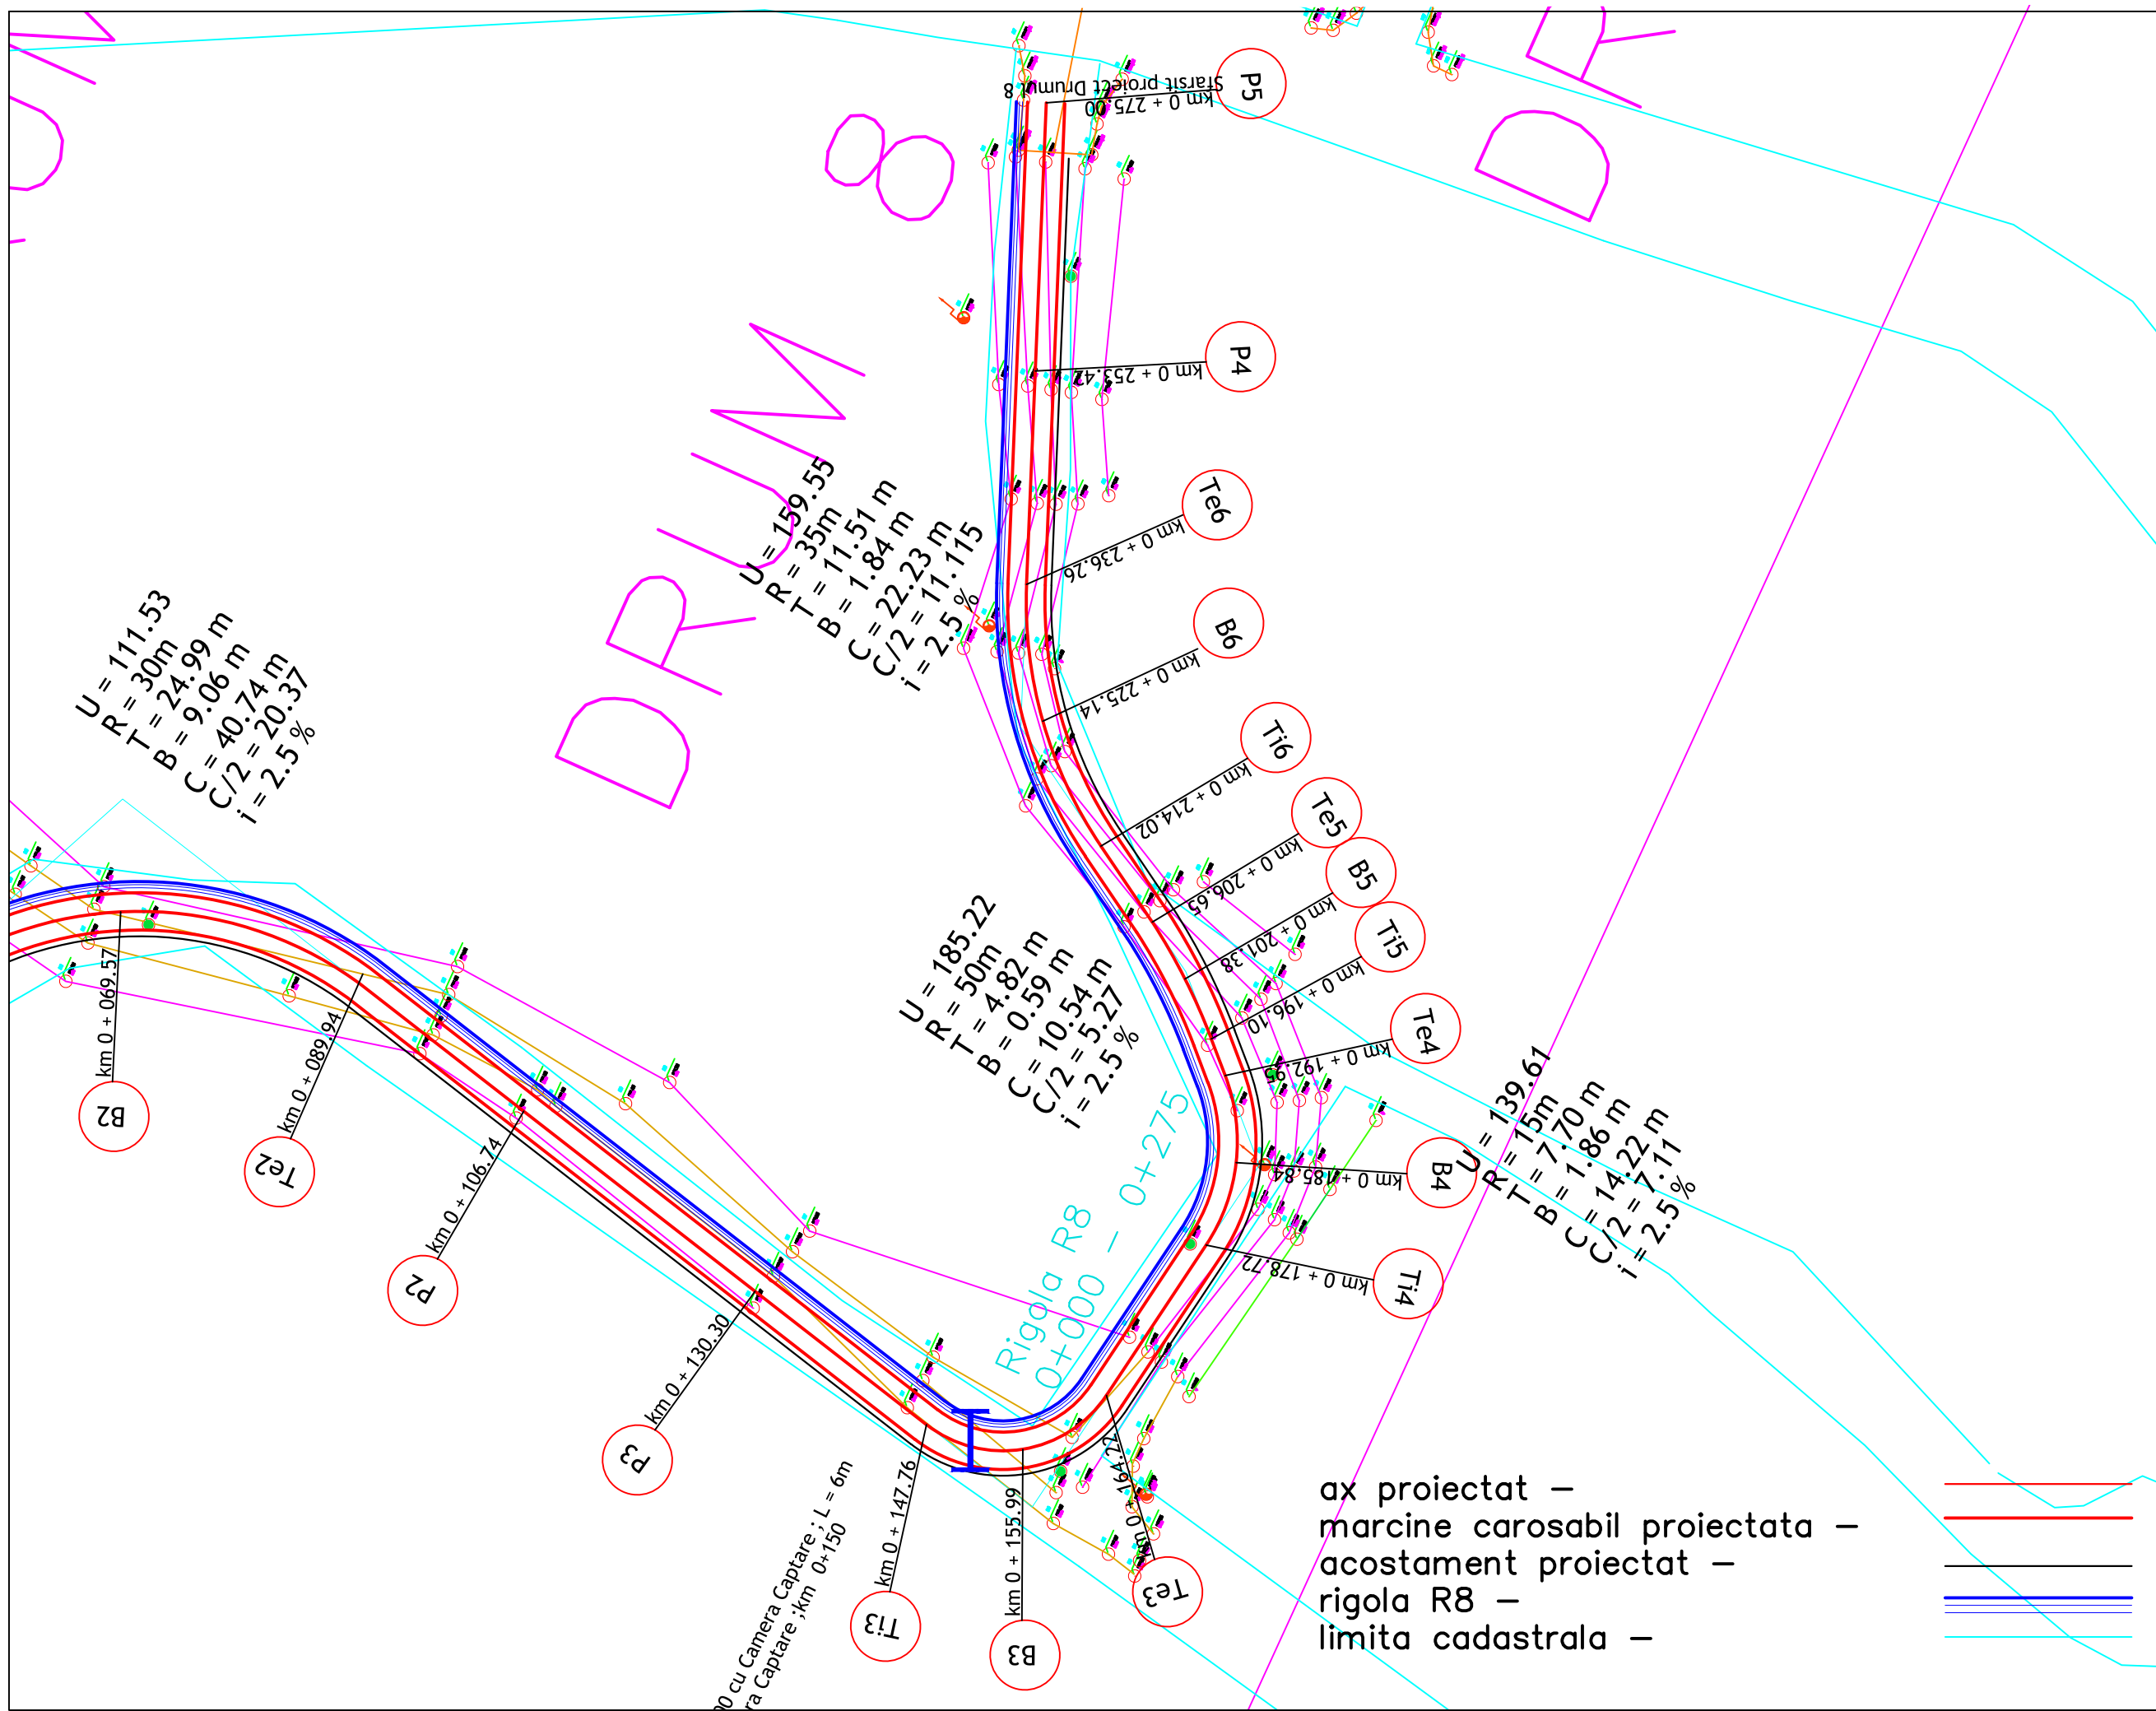 DRUM 8
DR
P5
Sfarsit proiect Drumul 8
km 0 + 275.00
P4
km 0 + 253.42
Te6
km 0 + 236.26
B6
km 0 + 225.14
Ti6
km 0 + 214.02
Te5
km 0 + 206.65
B5
km 0 + 201.38
Ti5
km 0 + 196.10
Te4
km 0 + 192.95
B4
km 0 + 185.84
Ti4
km 0 + 178.72
Te3
km 0 + 164.22
B3
km 0 + 155.99
Ti3
km 0 + 147.76
P3
km 0 + 130.30
P2
km 0 + 106.74
Te2
km 0 + 089.94
B2
km 0 + 069.57
U = 111.53
R = 30m
T = 24.99 m
B = 9.06 m
C = 40.74 m
C/2 = 20.37
i = 2.5 %
U = 159.55
R = 35m
T = 11.51 m
B = 1.84 m
C = 22.23 m
C/2 = 11.115
i = 2.5 %
U = 185.22
R = 50m
T = 4.82 m
B = 0.59 m
C = 10.54 m
C/2 = 5.27
i = 2.5 %
U = 139.61
R = 15m
T = 7.70 m
B = 1.86 m
C = 14.22 m
C/2 = 7.11
i = 2.5 %
Rigola R8
0+000 - 0+275
00 cu Camera Captare ; L = 6m
ra Captare ;km 0+150
ax proiectat -
marcine carosabil proiectata -
acostament proiectat -
rigola R8 -
limita cadastrala -